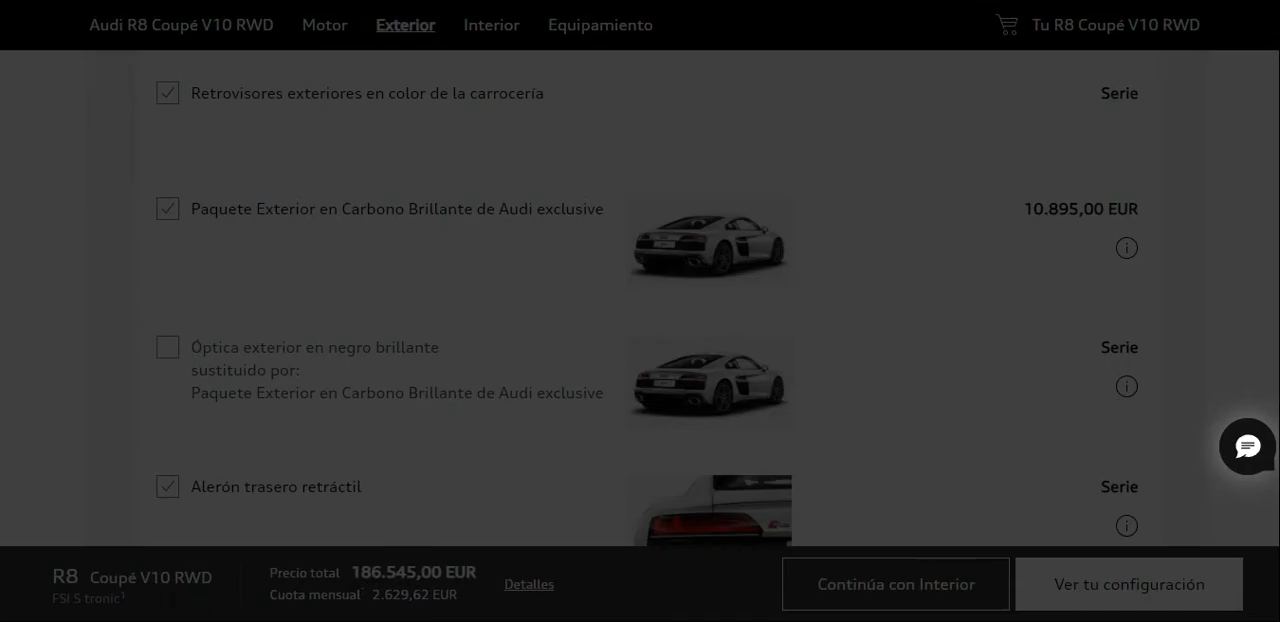 Audi R8 Coupé V10 RWD Motor Exterior Interior Equipamiento Tu R8 Coupé V10 RWD
Retrovisores exteriores en color de la carrocería Serie
Paquete Exterior en Carbono Brillante de Audi exclusive 10.895,00 EUR
Óptica exterior en negro brillante Serie
sustituido por:
Paquete Exterior en Carbono Brillante de Audi exclusive
Alerón trasero retráctil Serie
R8 Coupé V10 RWD
FSI S tronic¹
Precio total 186.545,00 EUR
Cuota mensual 2.629,62 EUR
Detalles
Continúa con Interior
Ver tu configuración